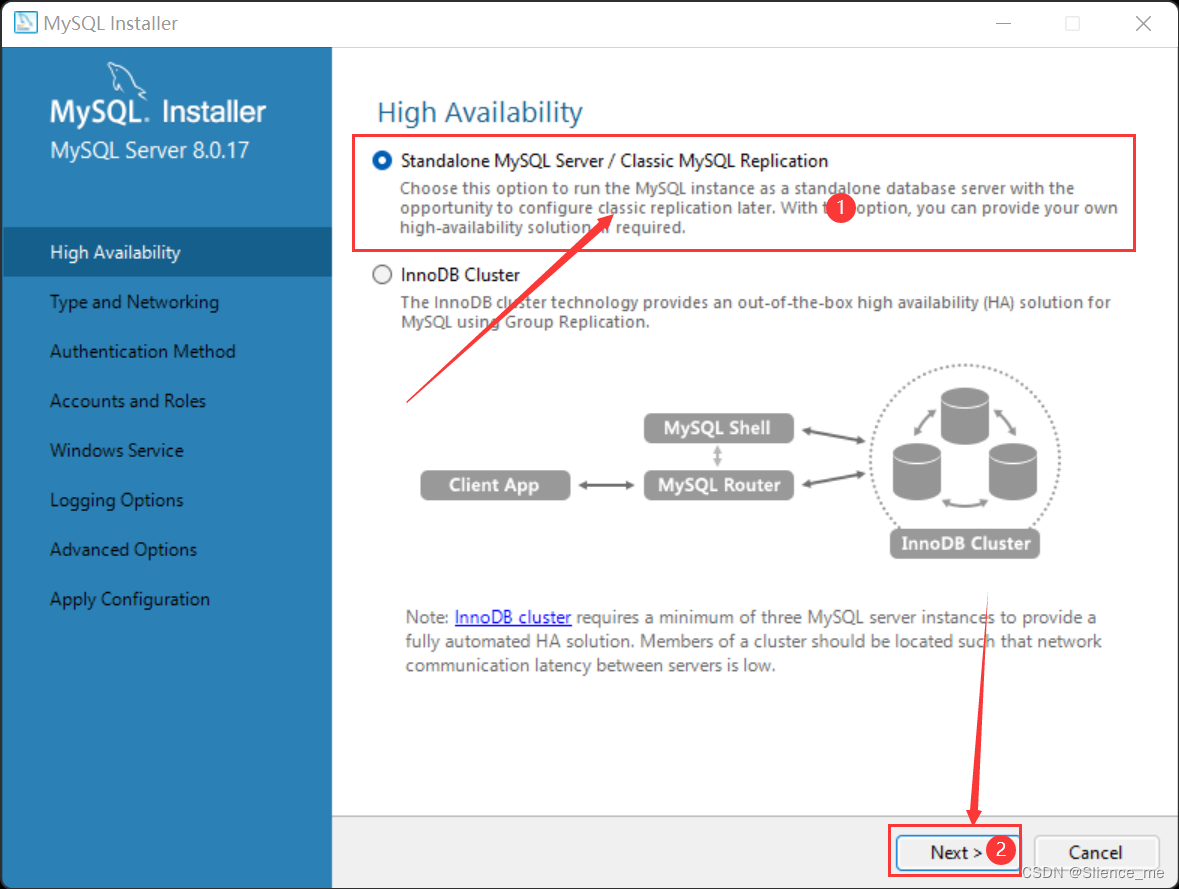 MySQL Installer
MySQL. Installer
MySQL Server 8.0.17
High Availability
Type and Networking
Authentication Method
Accounts and Roles
Windows Service
Logging Options
Advanced Options
Apply Configuration
High Availability
Standalone MySQL Server / Classic MySQL Replication
Choose this option to run the MySQL instance as a standalone database server with the
opportunity to configure classic replication later. With option, you can provide your own
high-availability solution, if required.
1
InnoDB Cluster
The InnoDB cluster technology provides an out-of-the-box high availability (HA) solution for
MySQL using Group Replication.
MySQL Shell
Client App
MySQL Router
InnoDB Cluster
Note: InnoDB cluster requires a minimum of three MySQL server instances to provide a
fully automated HA solution. Members of a cluster should be located such that network
communication latency between servers is low.
Next >
2
Cancel
CSDN @Slience_me